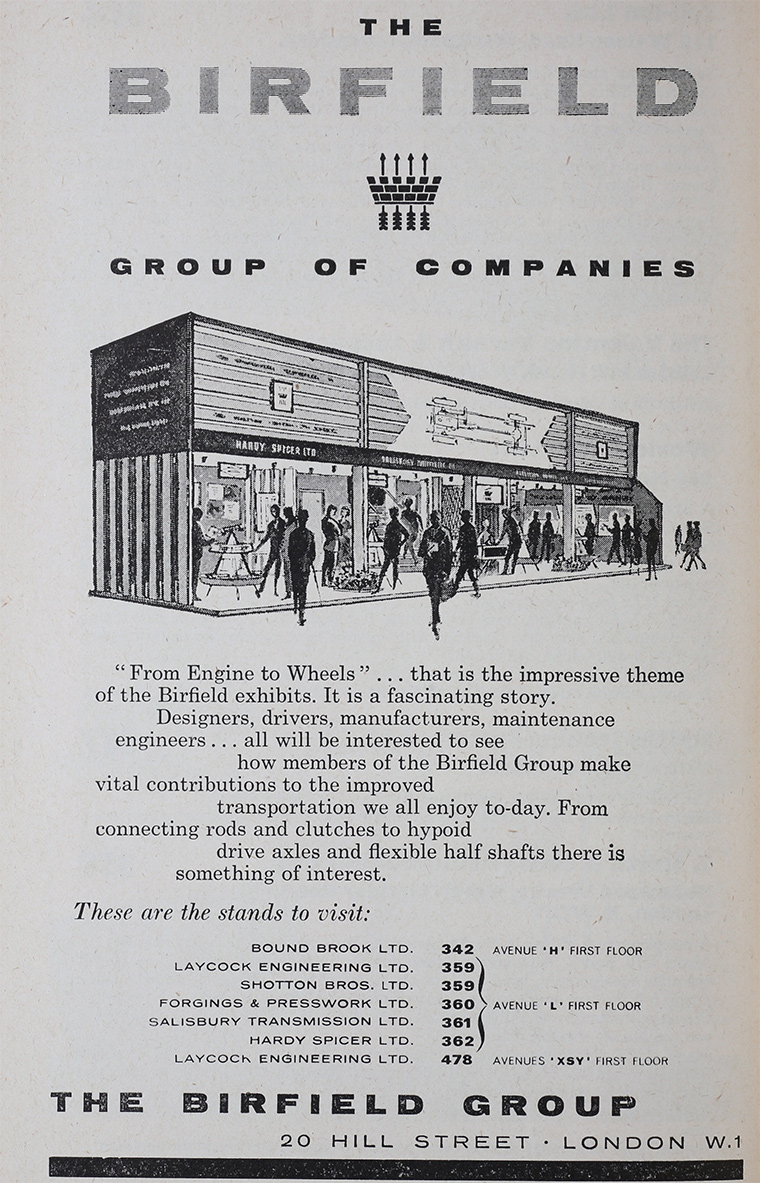 THE
BIRFIELD
GROUP OF COMPANIES
HARDY SPICER LTD
“From Engine to Wheels” . . . that is the impressive theme
of the Birfield exhibits. It is a fascinating story.
Designers, drivers, manufacturers, maintenance
engineers . . . all will be interested to see
how members of the Birfield Group make
vital contributions to the improved
transportation we all enjoy to-day. From
connecting rods and clutches to hypoid
drive axles and flexible half shafts there is
something of interest.
These are the stands to visit:
BOUND BROOK LTD. 342 AVENUE 'H' FIRST FLOOR
LAYCOCK ENGINEERING LTD. 359
SHOTTON BROS. LTD. 359
FORGINGS & PRESSWORK LTD. 360 AVENUE 'L' FIRST FLOOR
SALISBURY TRANSMISSION LTD. 361
HARDY SPICER LTD. 362
LAYCOCK ENGINEERING LTD. 478 AVENUES 'XSY' FIRST FLOOR
THE BIRFIELD GROUP
20 HILL STREET · LONDON W.1